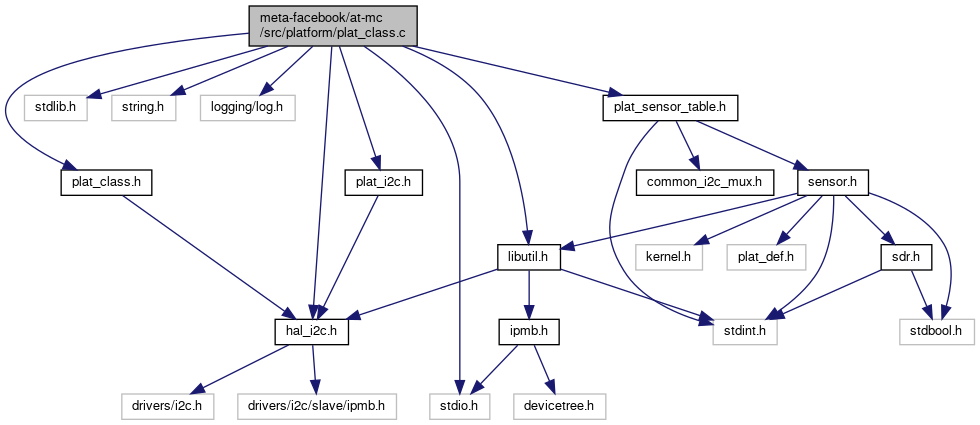 meta-facebook/at-mc
/src/platform/plat_class.c
stdlib.h
string.h
logging/log.h
plat_sensor_table.h
plat_class.h
plat_i2c.h
common_i2c_mux.h
sensor.h
libutil.h
kernel.h
plat_def.h
sdr.h
hal_i2c.h
ipmb.h
stdint.h
stdbool.h
drivers/i2c.h
drivers/i2c/slave/ipmb.h
stdio.h
devicetree.h